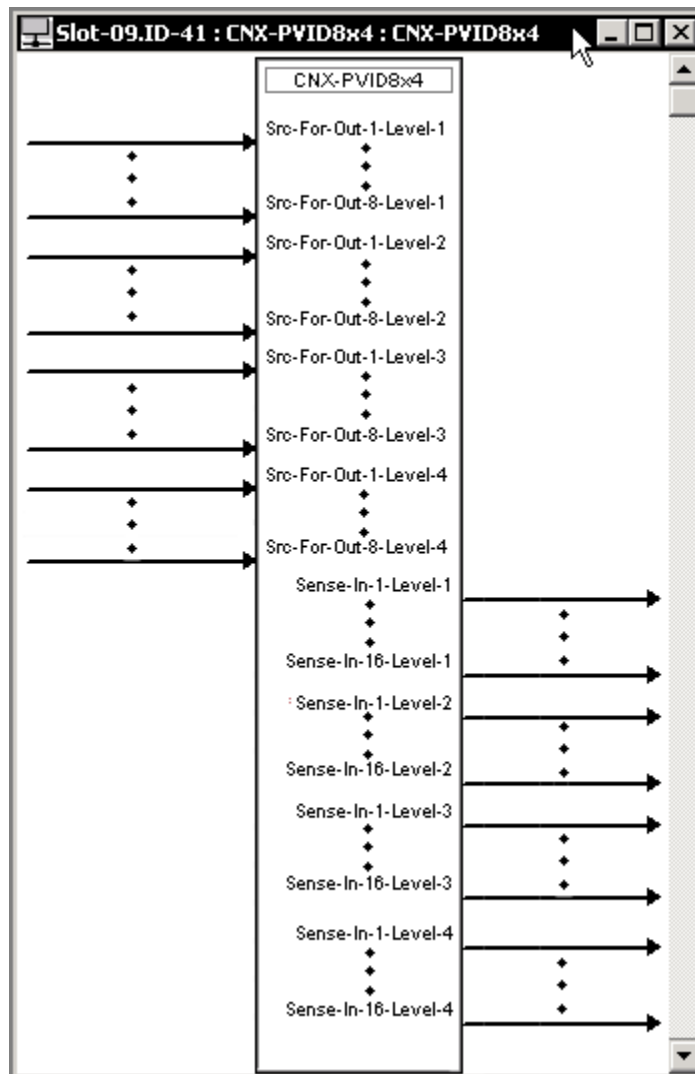 Slot-09.ID-41 : CNX-PVID8x4 : CNX-PVID8x4
CNX-PVID8x4
Src-For-Out-1-Level-1
Src-For-Out-8-Level-1
Src-For-Out-1-Level-2
Src-For-Out-8-Level-2
Src-For-Out-1-Level-3
Src-For-Out-8-Level-3
Src-For-Out-1-Level-4
Src-For-Out-8-Level-4
Sense-In-1-Level-1
Sense-In-16-Level-1
Sense-In-1-Level-2
Sense-In-16-Level-2
Sense-In-1-Level-3
Sense-In-16-Level-3
Sense-In-1-Level-4
Sense-In-16-Level-4